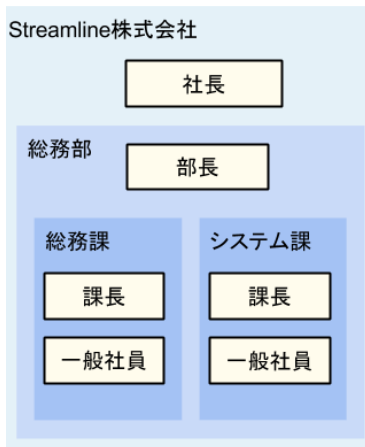 Streamline株式会社
社長
総務部
部長
総務課
システム課
課長
課長
一般社員
一般社員